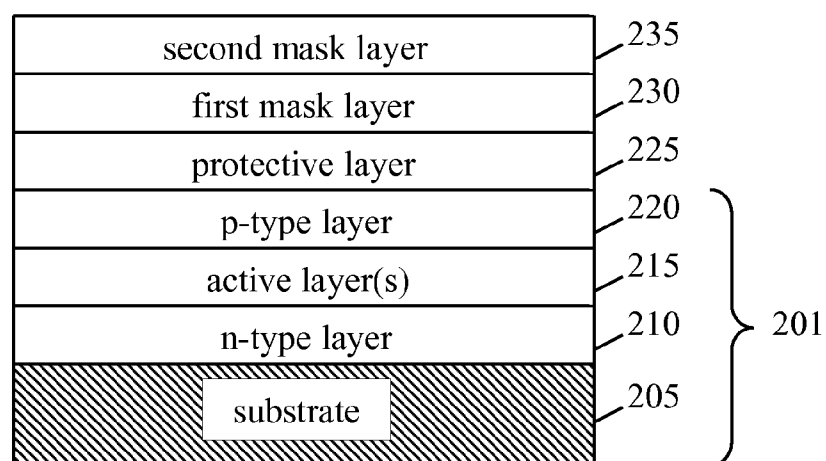 second mask layer 235
first mask layer 230
protective layer 225
p-type layer 220
active layer(s) 215
n-type layer 210
201
substrate 205